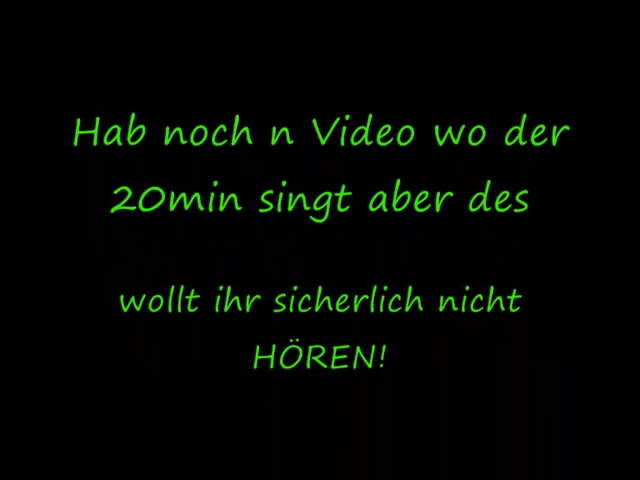 Hab noch n Video wo der
20min singt aber des
wollt ihr sicherlich nicht
HÖREN!